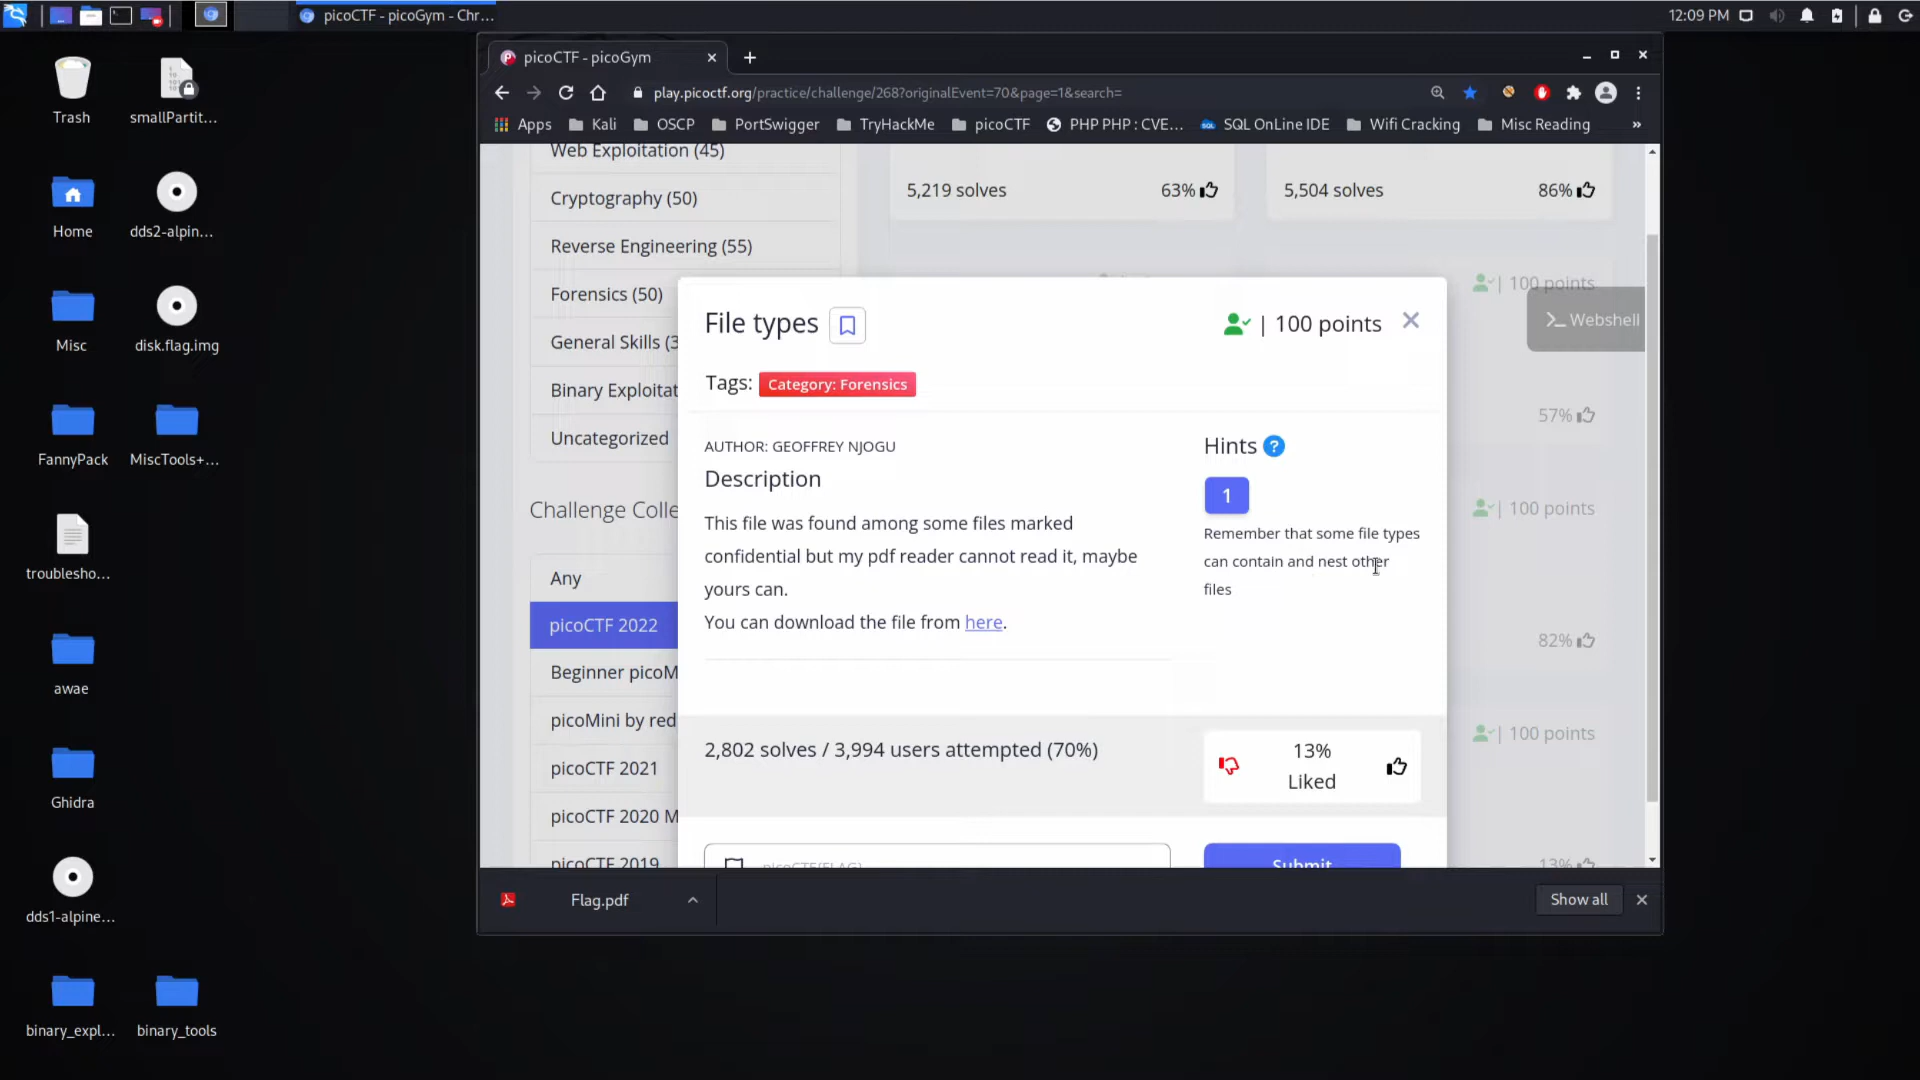 picoCTF - picoGym - Chr...
12:09 PM
Trash
smallPartit...
Home
dds2-alpin...
Misc
disk.flag.img
FannyPack
MiscTools+...
troublesho...
awae
Ghidra
dds1-alpine...
binary_expl...
binary_tools
picoCTF - picoGym
play.picoctf.org/practice/challenge/268?originalEvent=70&page=1&search=
Apps
Kali
OSCP
PortSwigger
TryHackMe
picoCTF
PHP PHP : CVE...
SQL OnLine IDE
Wifi Cracking
Misc Reading
»
Web Exploitation (45)
Cryptography (50)
Reverse Engineering (55)
Forensics (50)
General Skills (3
Binary Exploitat
Uncategorized
Challenge Colle
Any
picoCTF 2022
Beginner picoM
picoMini by red
picoCTF 2021
picoCTF 2020 M
picoCTF 2019
5,219 solves
63%
5,504 solves
86%
| 100 points
>_ Webshell
57%
| 100 points
82%
| 100 points
13%
File types
| 100 points
Tags: Category: Forensics
AUTHOR: GEOFFREY NJOGU
Description
This file was found among some files marked
confidential but my pdf reader cannot read it, maybe
yours can.
You can download the file from here.
Hints ?
1
Remember that some file types
can contain and nest other
files
2,802 solves / 3,994 users attempted (70%)
13%
Liked
picoCTF{FLAG}
Submit
Flag.pdf
Show all